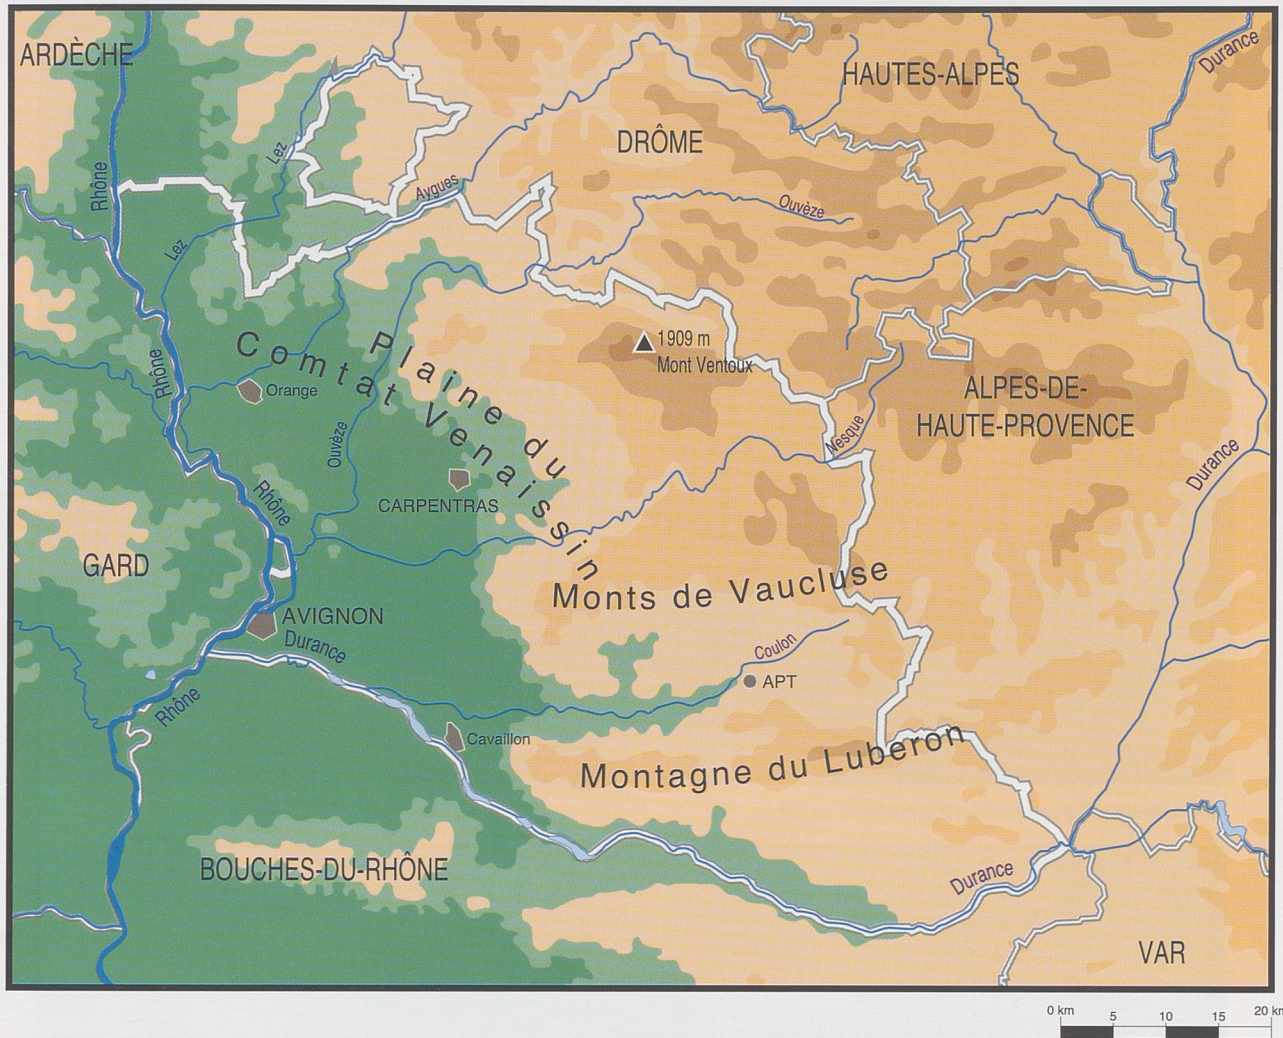 ARDÈCHE
Durance
HAUTES-ALPES
DRÔME
Lez
Rhône
Aygues
Ouvèze
Lez
Comtat Venaissin
Plaine du
1909 m
Mont Ventoux
Rhône
Orange
ALPES-DE-
HAUTE-PROVENCE
Nesque
Ouvèze
Durance
CARPENTRAS
Rhône
GARD
Monts de Vaucluse
AVIGNON
Durance
Coulon
APT
Rhône
Cavaillon
Montagne du Luberon
BOUCHES-DU-RHÔNE
Durance
VAR
0 km 5 10 15 20 km